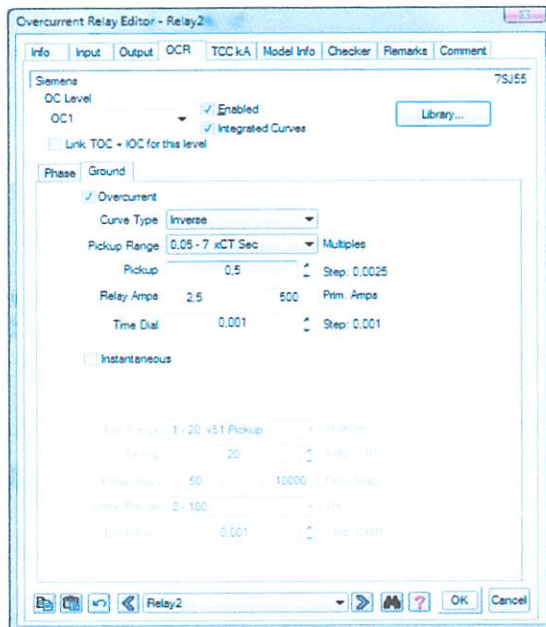 Overcurrent Relay Editor - Relay2
Info Input Output OCR TCC kA Model Info Checker Remarks Comment
Siemens 7SJ55
OC Level
OC1
Enabled
Integrated Curves
Library...
Link TOC + IOC for this level
Phase Ground
Overcurrent
Curve Type Inverse
Pickup Range 0,05 - 7 xCT Sec Multiples
Pickup 0,5 Step: 0,0025
Relay Amps 2,5 500 Prim. Amps
Time Dial 0,001 Step: 0,001
Instantaneous
Pickup Range 1 - 20 x51 Pickup Multiples
20
50 10000
0 - 100
0,001
Relay2
OK Cancel